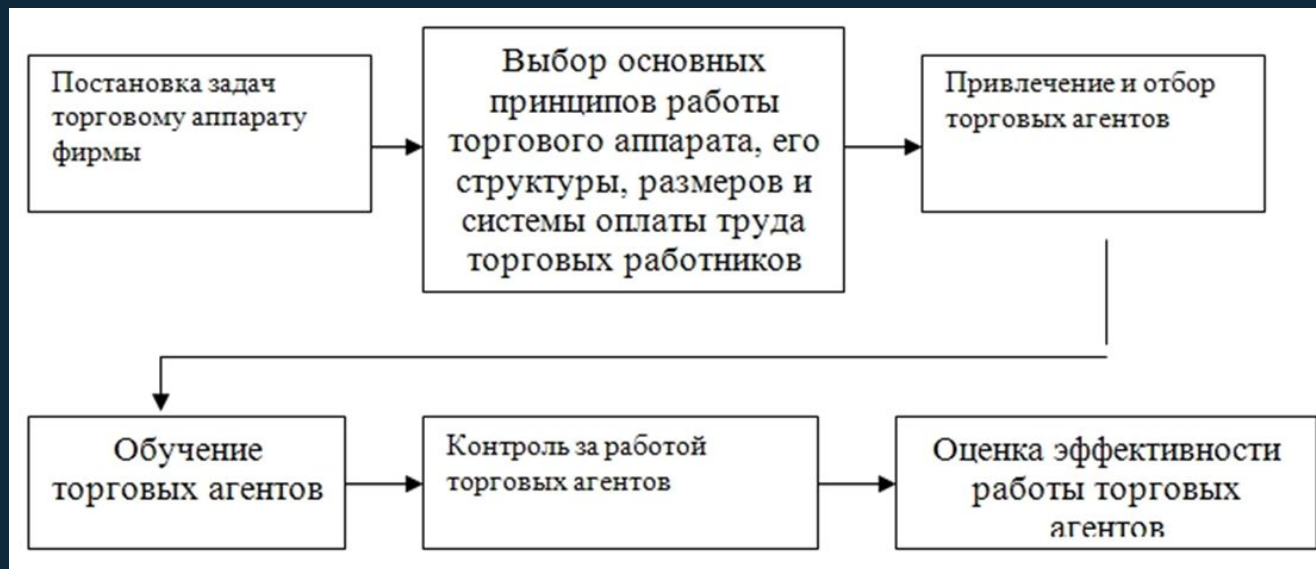 Постановка задач
торговому аппарату
фирмы
Выбор основных
принципов работы
торгового аппарата, его
структуры, размеров и
системы оплаты труда
торговых работников
Привлечение и отбор
торговых агентов
Обучение
торговых агентов
Контроль за работой
торговых агентов
Оценка эффективности
работы торговых
агентов